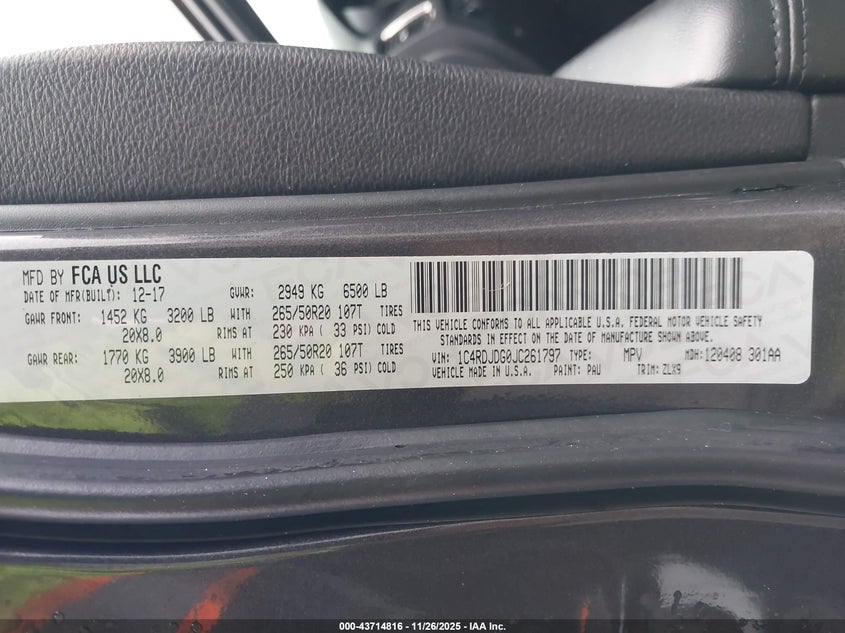 MFD BY FCA US LLC
DATE OF MFR(BUILT): 12-17 GVWR: 2949 KG 6500 LB
GAWR FRONT: 1452 KG 3200 LB WITH 265/50R20 107T TIRES
20X8.0 RIMS AT 230 KPA ( 33 PSI) COLD
GAWR REAR: 1770 KG 3900 LB WITH 265/50R20 107T TIRES
20X8.0 RIMS AT 250 KPA ( 36 PSI) COLD
THIS VEHICLE CONFORMS TO ALL APPLICABLE U.S.A. FEDERAL MOTOR VEHICLE SAFETY
STANDARDS IN EFFECT ON THE DATE OF MANUFACTURE SHOWN ABOVE.
VIN: 1C4RDJDG0JC261797 TYPE: MPV MDH: 120408 301AA
VEHICLE MADE IN U.S.A. PAINT: PAU TRIM: ZLX9
000-43714816 - 11/26/2025 - IAA Inc.